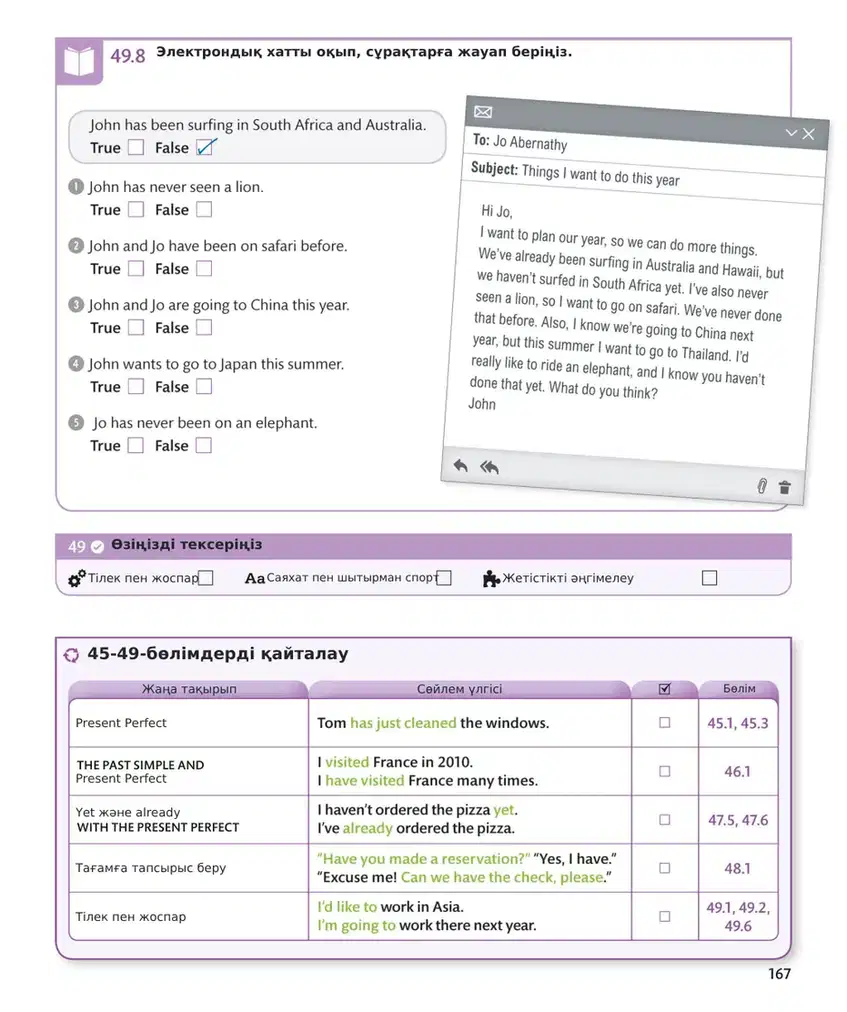 49.8 Электрондық хатты оқып, сұрақтарға жауап беріңіз.
John has been surfing in South Africa and Australia.
True False
1 John has never seen a lion.
True False
2 John and Jo have been on safari before.
True False
3 John and Jo are going to China this year.
True False
4 John wants to go to Japan this summer.
True False
5 Jo has never been on an elephant.
True False
To: Jo Abernathy
Subject: Things I want to do this year
Hi Jo,
I want to plan our year, so we can do more things.
We've already been surfing in Australia and Hawaii, but
we haven't surfed in South Africa yet. I've also never
seen a lion, so I want to go on safari. We've never done
that before. Also, I know we're going to China next
year, but this summer I want to go to Thailand. I'd
really like to ride an elephant, and I know you haven't
done that yet. What do you think?
John
49 Өзіңізді тексеріңіз
Тілек пен жоспар Aa Саяхат пен шытырман спорт Жетістікті әңгімелеу
45-49-бөлімдерді қайталау
Жаңа тақырып Сөйлем үлгісі Бөлім
Present Perfect Tom has just cleaned the windows. 45.1, 45.3
THE PAST SIMPLE AND
Present Perfect
I visited France in 2010.
I have visited France many times.
46.1
Yet және already
WITH THE PRESENT PERFECT
I haven't ordered the pizza yet.
I've already ordered the pizza.
47.5, 47.6
Тағамға тапсырыс беру
"Have you made a reservation?" "Yes, I have."
"Excuse me! Can we have the check, please."
48.1
Тілек пен жоспар
I'd like to work in Asia.
I'm going to work there next year.
49.1, 49.2,
49.6
167